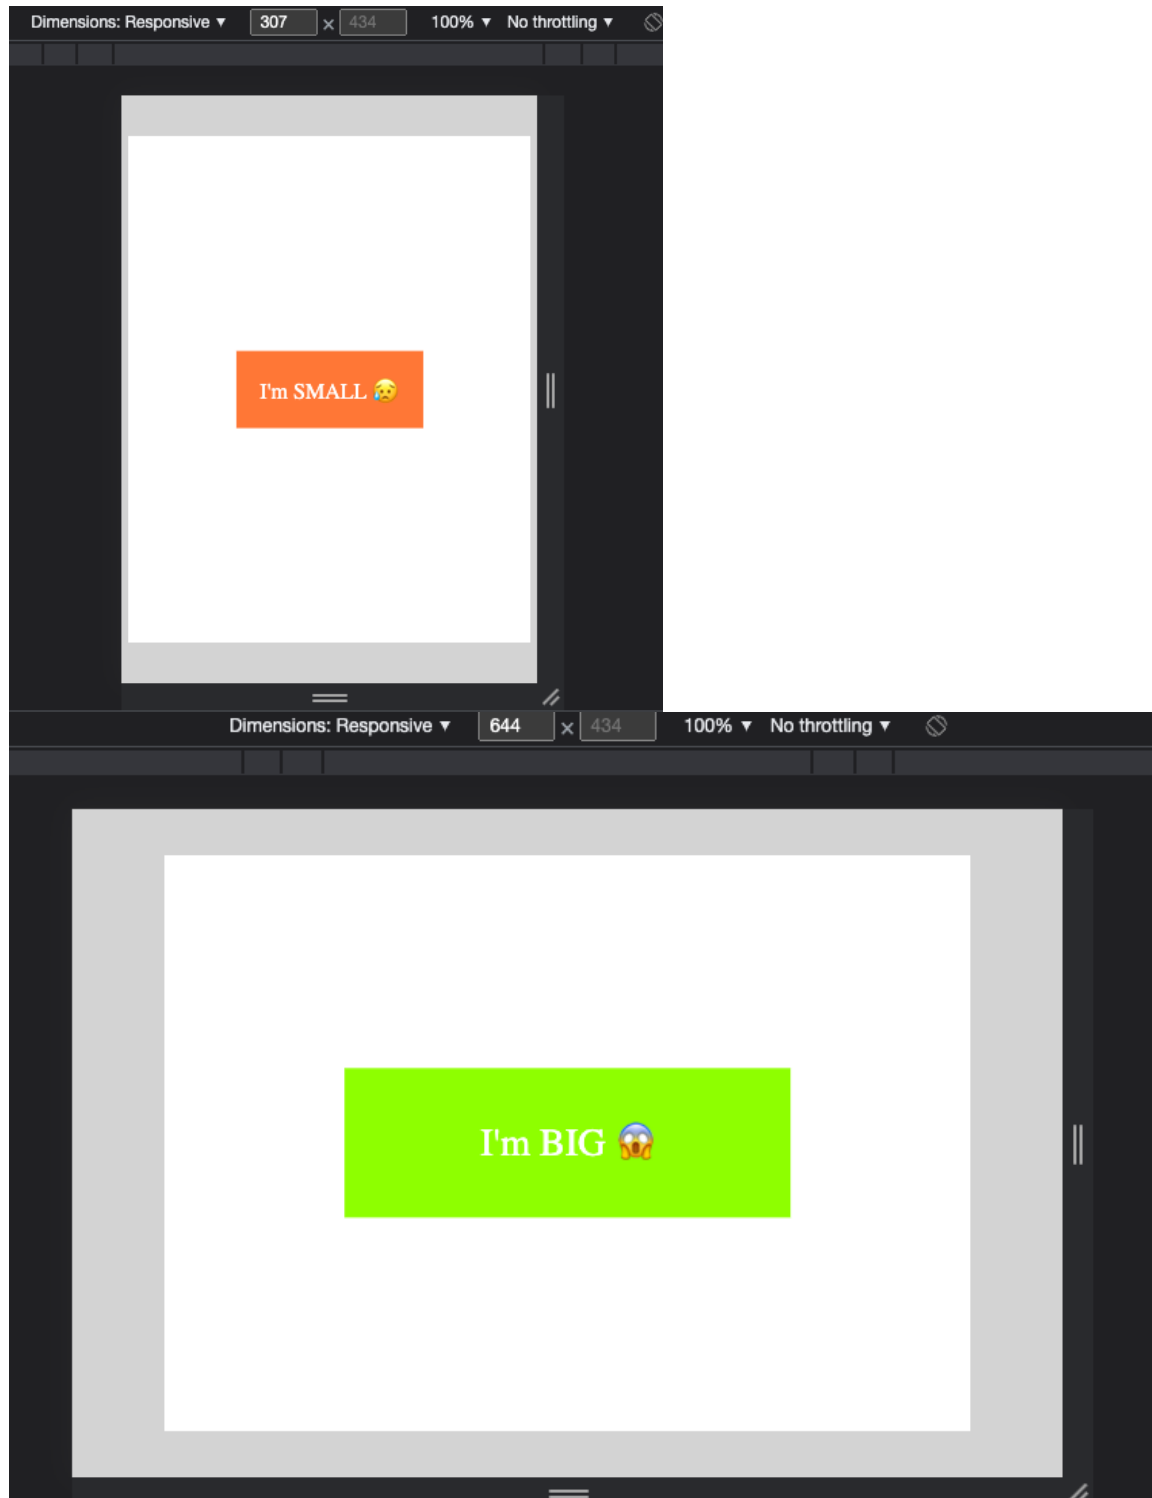 Dimensions: Responsive ▼ 307 × 434 100% ▼ No throttling ▼
I'm SMALL 😥
Dimensions: Responsive ▼ 644 × 434 100% ▼ No throttling ▼
I'm BIG 😱